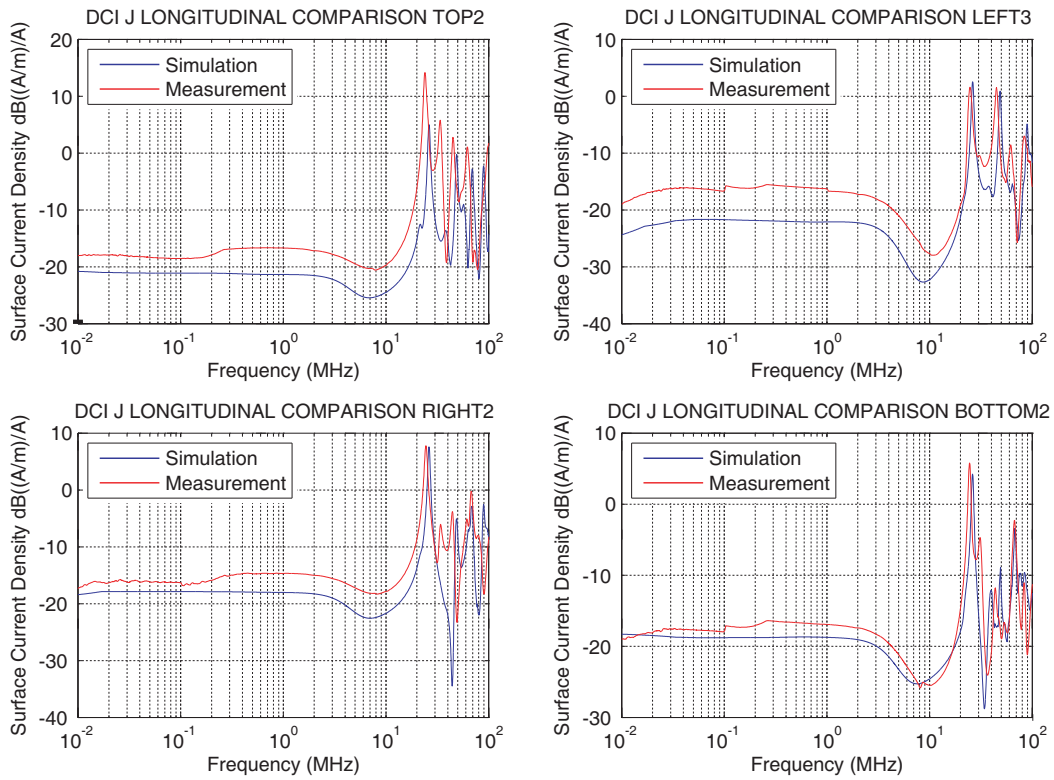 DCI J LONGITUDINAL COMPARISON TOP2
Surface Current Density dB((A/m)/A)
20
10
0
-10
-20
-30
Simulation
Measurement
10^-2
10^-1
10^0
10^1
10^2
Frequency (MHz)
DCI J LONGITUDINAL COMPARISON LEFT3
Surface Current Density dB((A/m)/A)
10
0
-10
-20
-30
-40
Simulation
Measurement
10^-2
10^-1
10^0
10^1
10^2
Frequency (MHz)
DCI J LONGITUDINAL COMPARISON RIGHT2
Surface Current Density dB((A/m)/A)
10
0
-10
-20
-30
-40
Simulation
Measurement
10^-2
10^-1
10^0
10^1
10^2
Frequency (MHz)
DCI J LONGITUDINAL COMPARISON BOTTOM2
Surface Current Density dB((A/m)/A)
10
0
-10
-20
-30
Simulation
Measurement
10^-2
10^-1
10^0
10^1
10^2
Frequency (MHz)